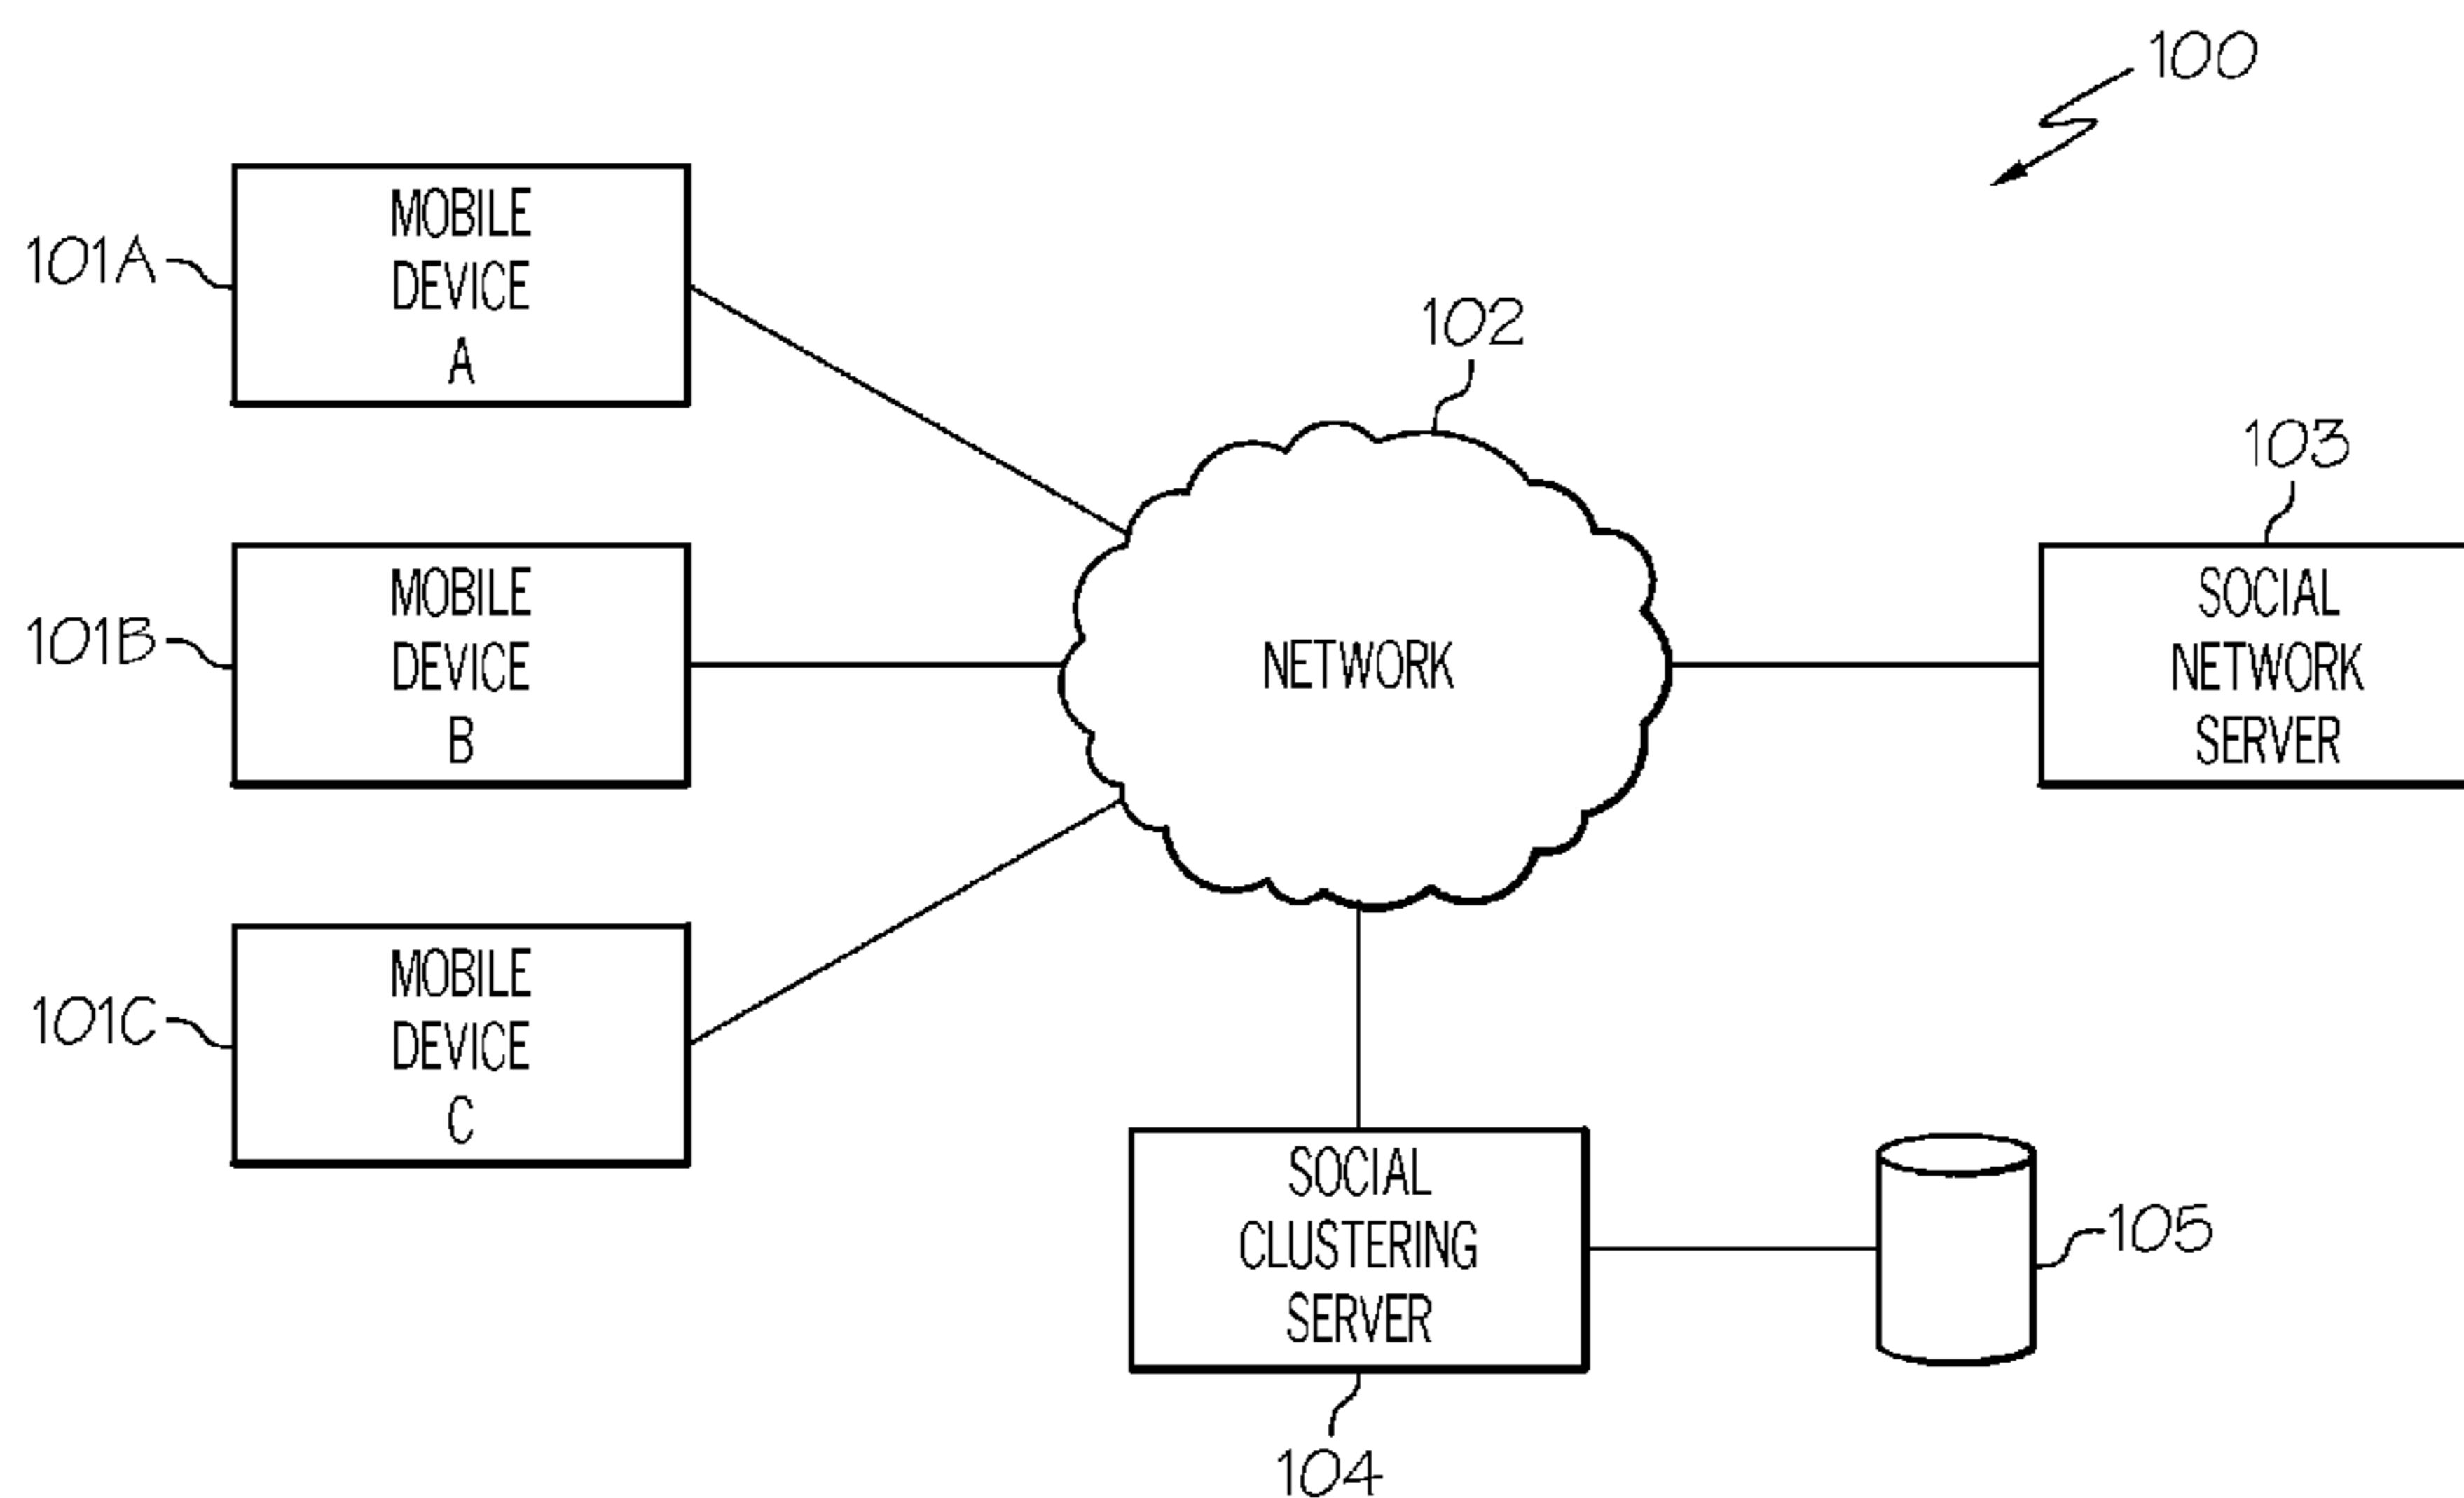 100
101A
MOBILE
DEVICE
A
102
103
101B
MOBILE
DEVICE
B
NETWORK
SOCIAL
NETWORK
SERVER
101C
MOBILE
DEVICE
C
SOCIAL
CLUSTERING
SERVER
105
104